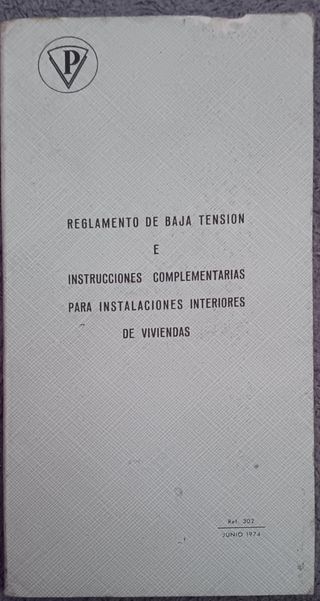 P
REGLAMENTO DE BAJA TENSION
E
INSTRUCCIONES COMPLEMENTARIAS
PARA INSTALACIONES INTERIORES
DE VIVIENDAS
Ref. 302
JUNIO 1974